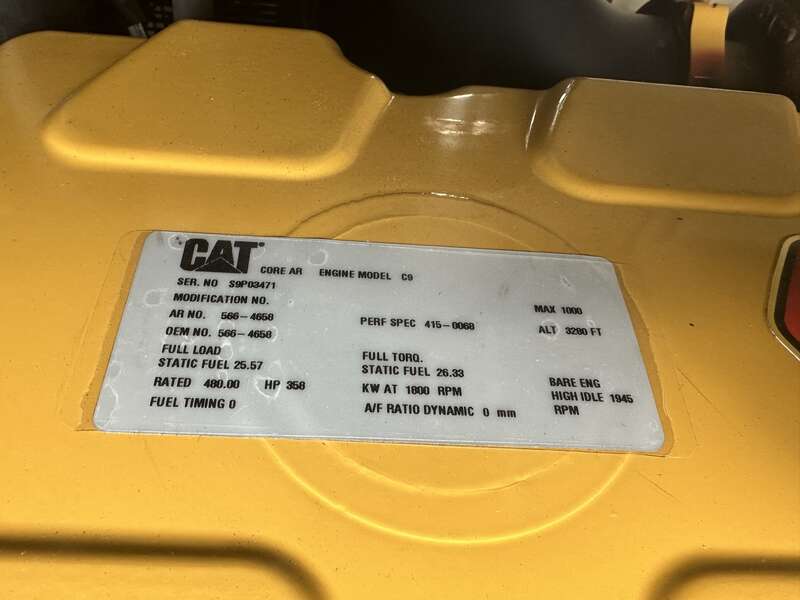 CAT CORE AR ENGINE MODEL C9
SER. NO S9P03471
MODIFICATION NO.
AR NO. 566-4658 PERF SPEC 415-0068 MAX 1000
OEM NO. 566-4658 ALT 3280 FT
FULL LOAD FULL TORQ.
STATIC FUEL 25.57 STATIC FUEL 26.33
RATED 480.00 HP 358 KW AT 1800 RPM BARE ENG
HIGH IDLE 1945
FUEL TIMING 0 A/F RATIO DYNAMIC 0 mm RPM